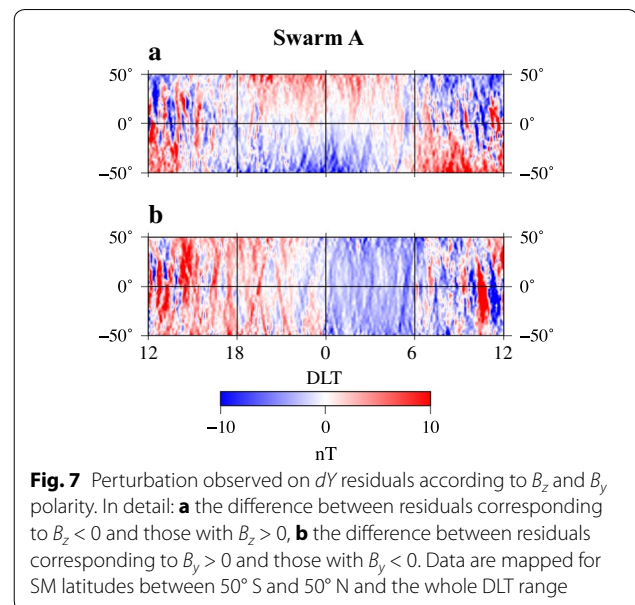 Swarm A
a
50° 50°
0° 0°
−50° −50°
b
50° 50°
0° 0°
−50° −50°
12 18 0 6 12
DLT
−10 0 10
nT
Fig. 7 Perturbation observed on dY residuals according to Bz and By
polarity. In detail: a the difference between residuals corresponding
to Bz < 0 and those with Bz > 0, b the difference between residuals
corresponding to By > 0 and those with By < 0. Data are mapped for
SM latitudes between 50° S and 50° N and the whole DLT range